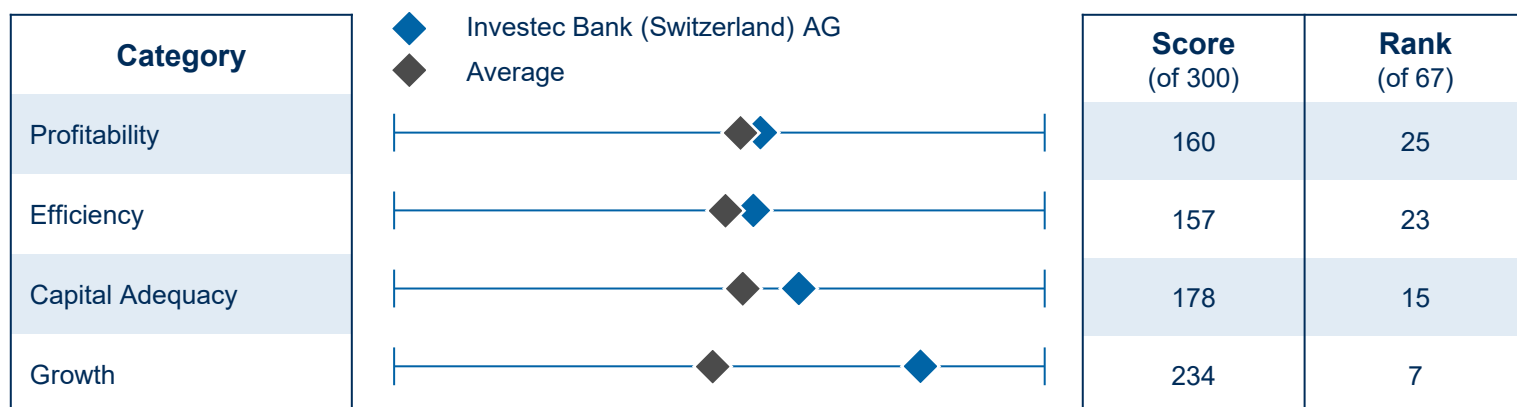 Category
Investec Bank (Switzerland) AG
Average
Score
(of 300)
Rank
(of 67)
Profitability
160
25
Efficiency
157
23
Capital Adequacy
178
15
Growth
234
7